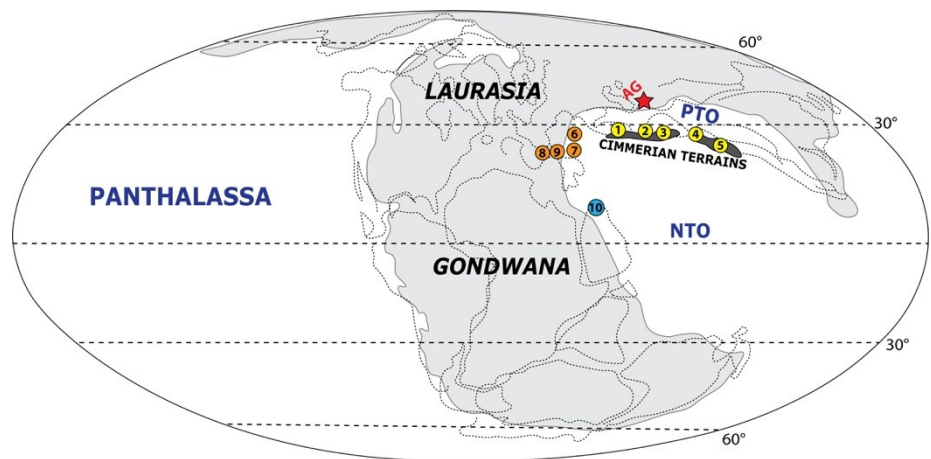 60°
LAURASIA
AG
PTO
30°
1
2
3
4
5
6
7
8
9
CIMMERIAN TERRAINS
PANTHALASSA
10
NTO
GONDWANA
30°
60°